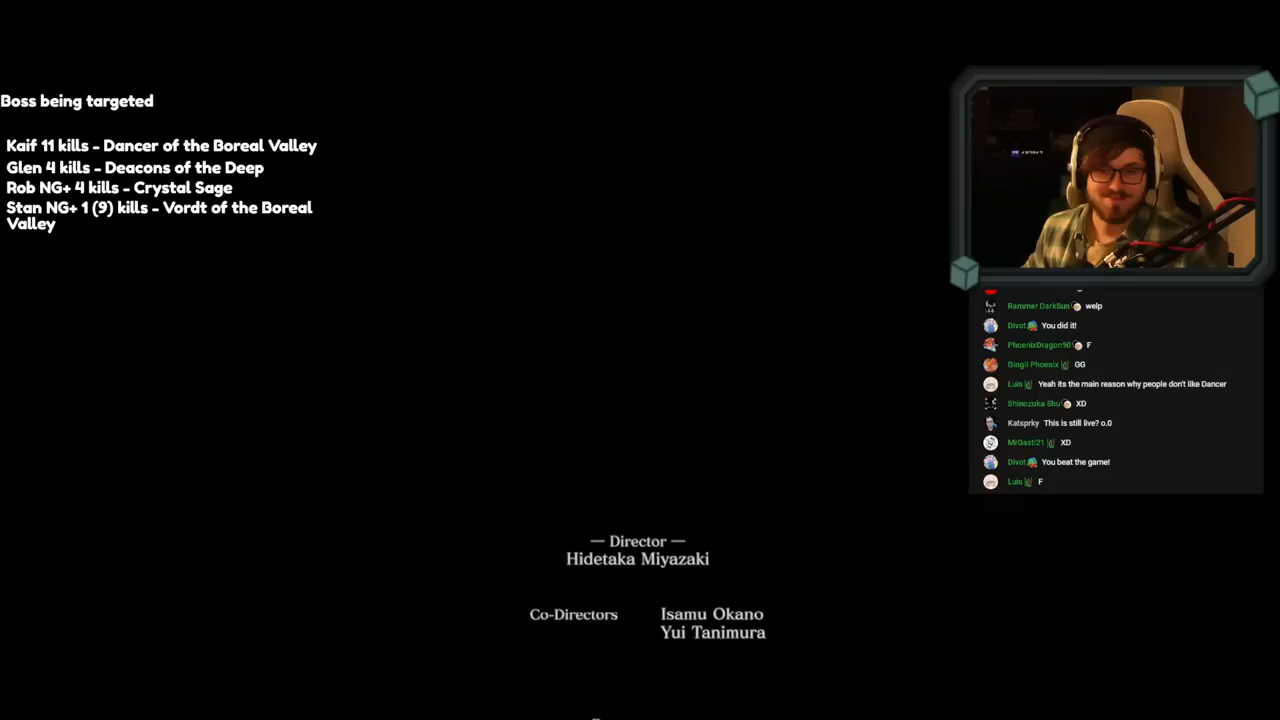 Boss being targeted
Kaif 11 kills - Dancer of the Boreal Valley
Glen 4 kills - Deacons of the Deep
Rob NG+ 4 kills - Crystal Sage
Stan NG+ 1 (9) kills - Vordt of the Boreal
Valley
Rammer DarkSun welp
Divot You did it!
PhoenixDragon90 F
Gingii Phoenix GG
Luis Yeah its the main reason why people don't like Dancer
Shinozuka Shu XD
Katsprky This is still live? o.0
MrGasti21 XD
Divot You beat the game!
Luis F
— Director —
Hidetaka Miyazaki
Co-Directors Isamu Okano
Yui Tanimura